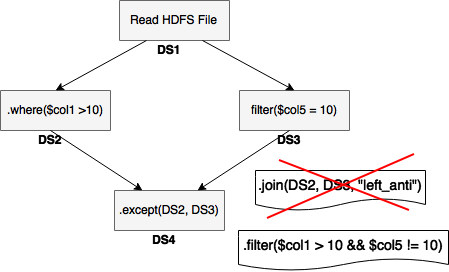 Read HDFS File
DS1
.where($col1 >10)
DS2
filter($col5 = 10)
DS3
.join(DS2, DS3, "left_anti")
.except(DS2, DS3)
DS4
.filter($col1 > 10 && $col5 != 10)